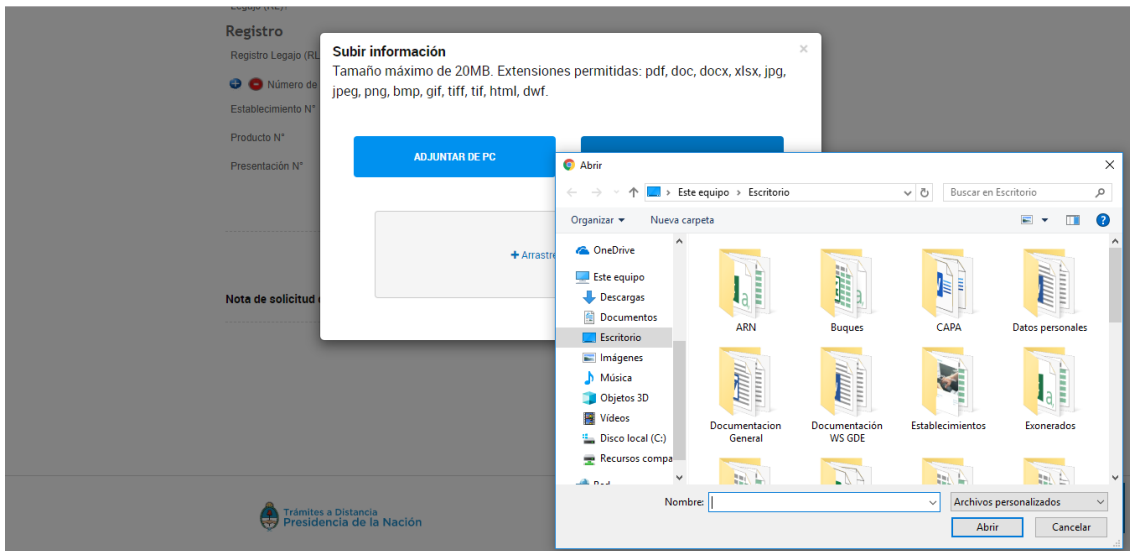 Legajo (RL):
Registro
Registro Legajo (RL
Número de
Establecimiento N°
Producto N°
Presentación N°
Nota de solicitud
Subir información
×
Tamaño máximo de 20MB. Extensiones permitidas: pdf, doc, docx, xlsx, jpg,
jpeg, png, bmp, gif, tiff, tif, html, dwf.
ADJUNTAR DE PC
+ Arrastre
Abrir
Este equipo > Escritorio
Buscar en Escritorio
Organizar
Nueva carpeta
OneDrive
Este equipo
Descargas
Documentos
Escritorio
Imágenes
Música
Objetos 3D
Vídeos
Disco local (C:)
Recursos compa
Red
ARN
Buques
CAPA
Datos personales
Documentacion
General
Documentación
WS GDE
Establecimientos
Exonerados
Nombre:
Archivos personalizados
Abrir
Cancelar
Trámites a Distancia
Presidencia de la Nación